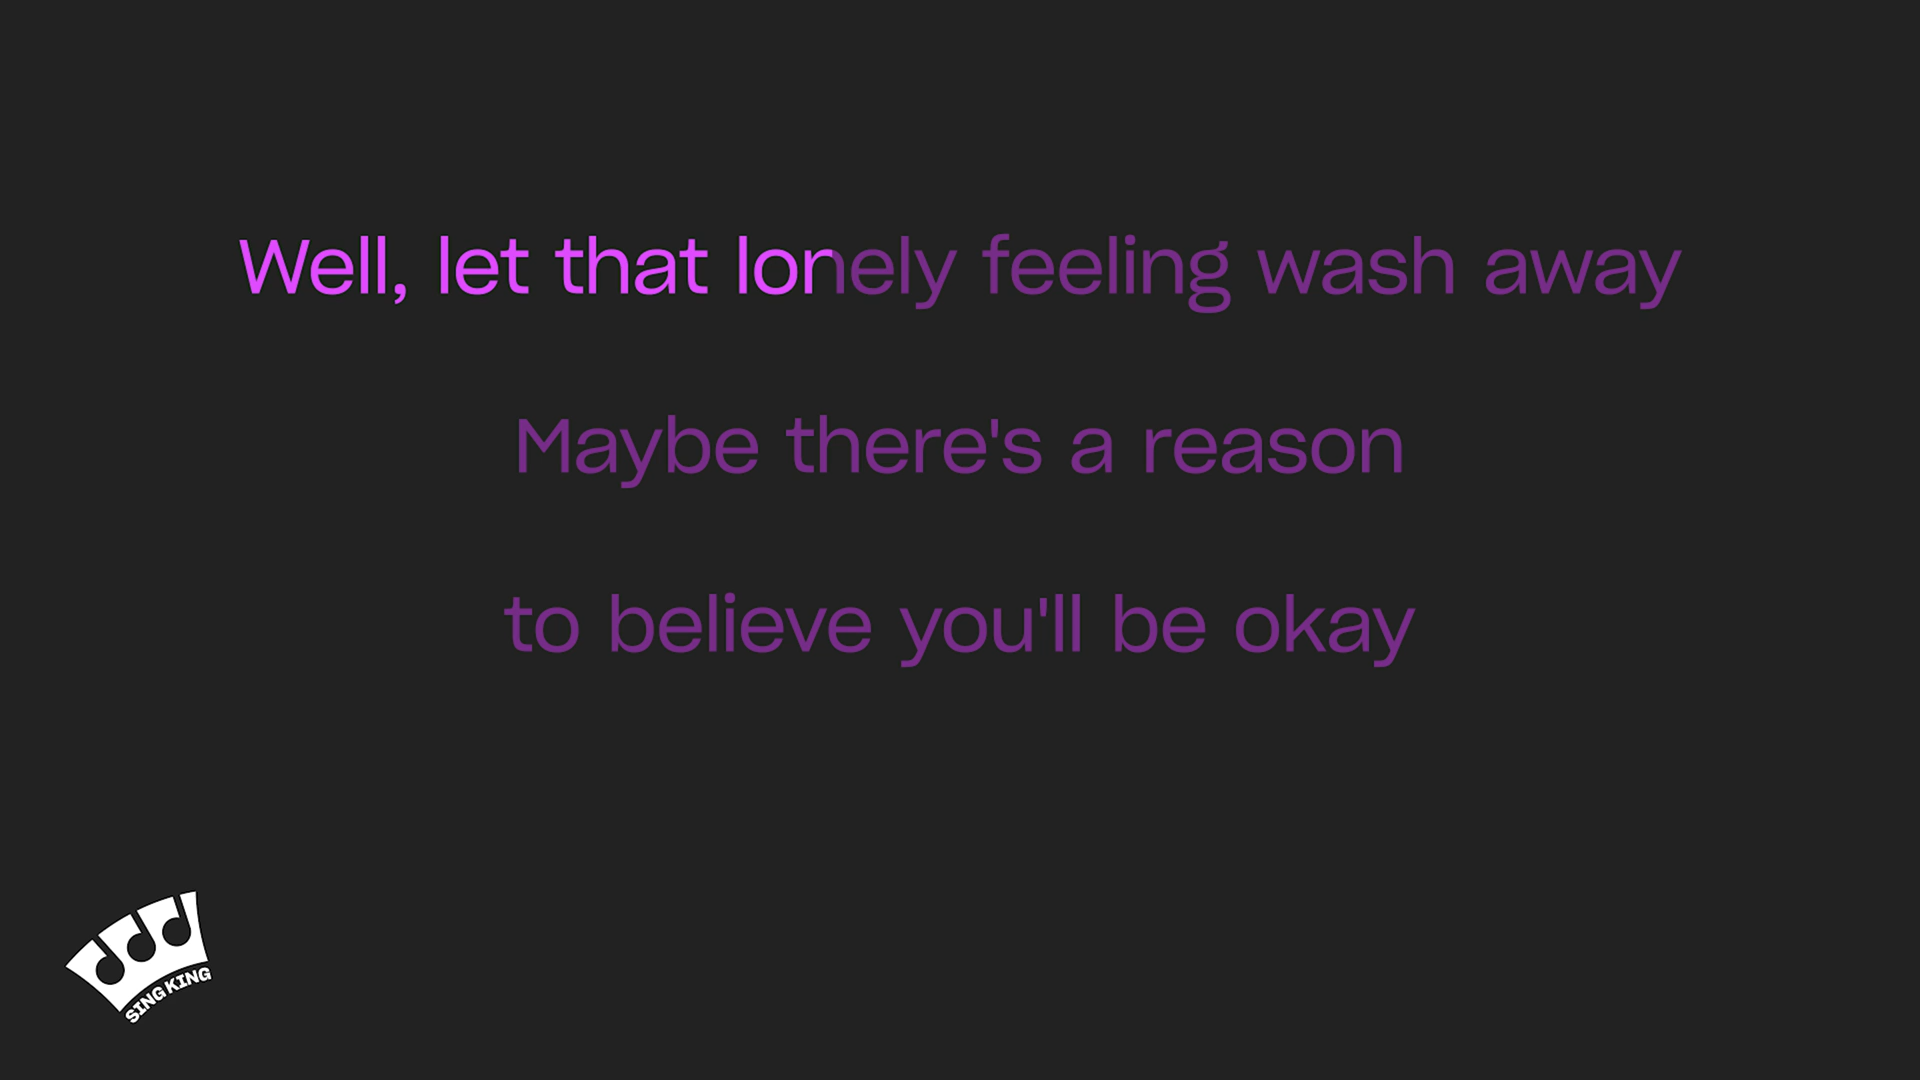 Well, let that lonely feeling wash away
Maybe there's a reason
to believe you'll be okay
SING KING